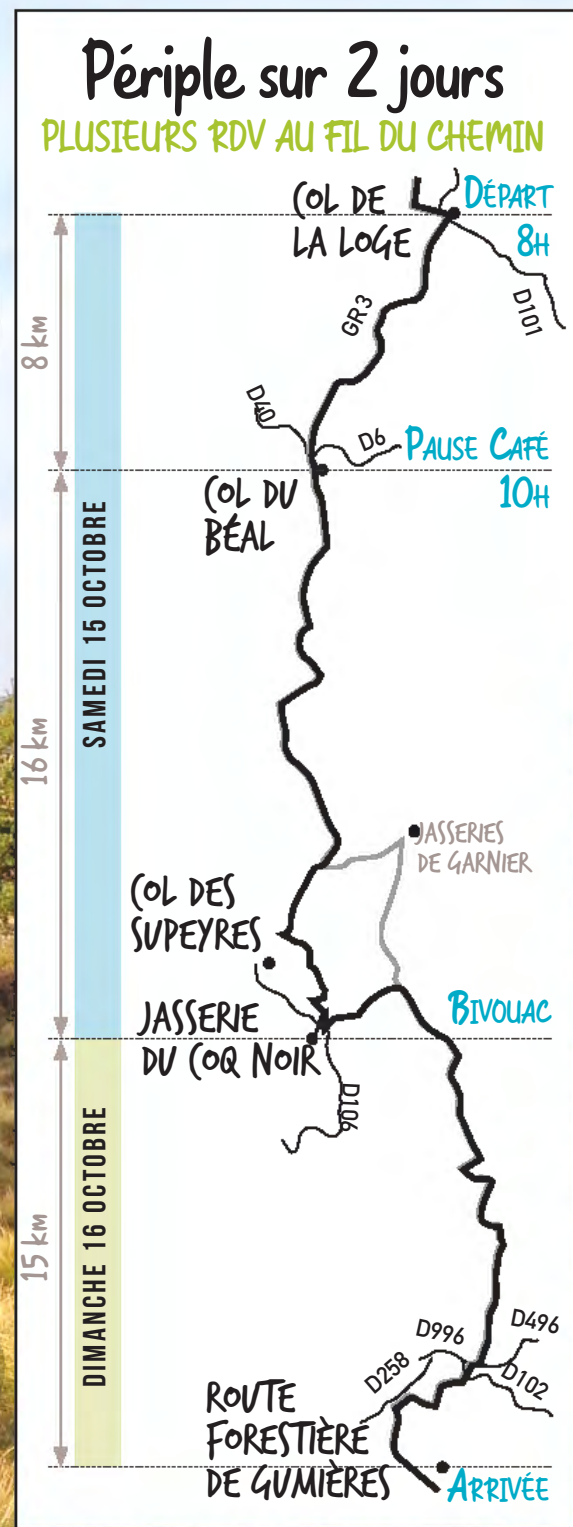 Périple sur 2 jours
PLUSIEURS RDV AU FIL DU CHEMIN
COL DE
LA LOGE
DÉPART
8H
D101
GR3
8 km
D40
D6
PAUSE CAFÉ
10H
COL DU
BÉAL
SAMEDI 15 OCTOBRE
16 km
JASSERIES
DE GARNIER
COL DES
SUPEYRES
BIVOUAC
JASSERIE
DU COQ NOIR
D106
DIMANCHE 16 OCTOBRE
15 km
D996
D496
D258
D102
ROUTE
FORESTIÈRE
DE GUMIÈRES
ARRIVÉE